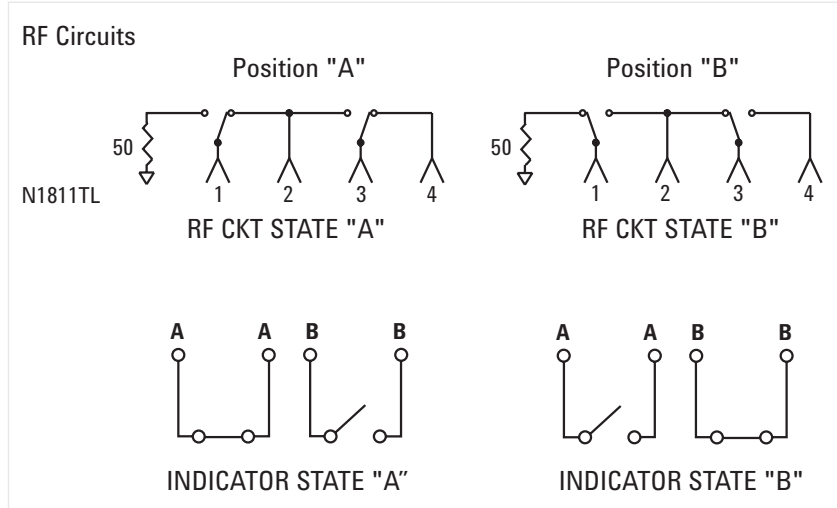 RF Circuits
Position "A"
Position "B"
50
50
N1811TL
1 2 3 4
1 2 3 4
RF CKT STATE "A"
RF CKT STATE "B"
A A B B
A A B B
INDICATOR STATE "A”
INDICATOR STATE "B"